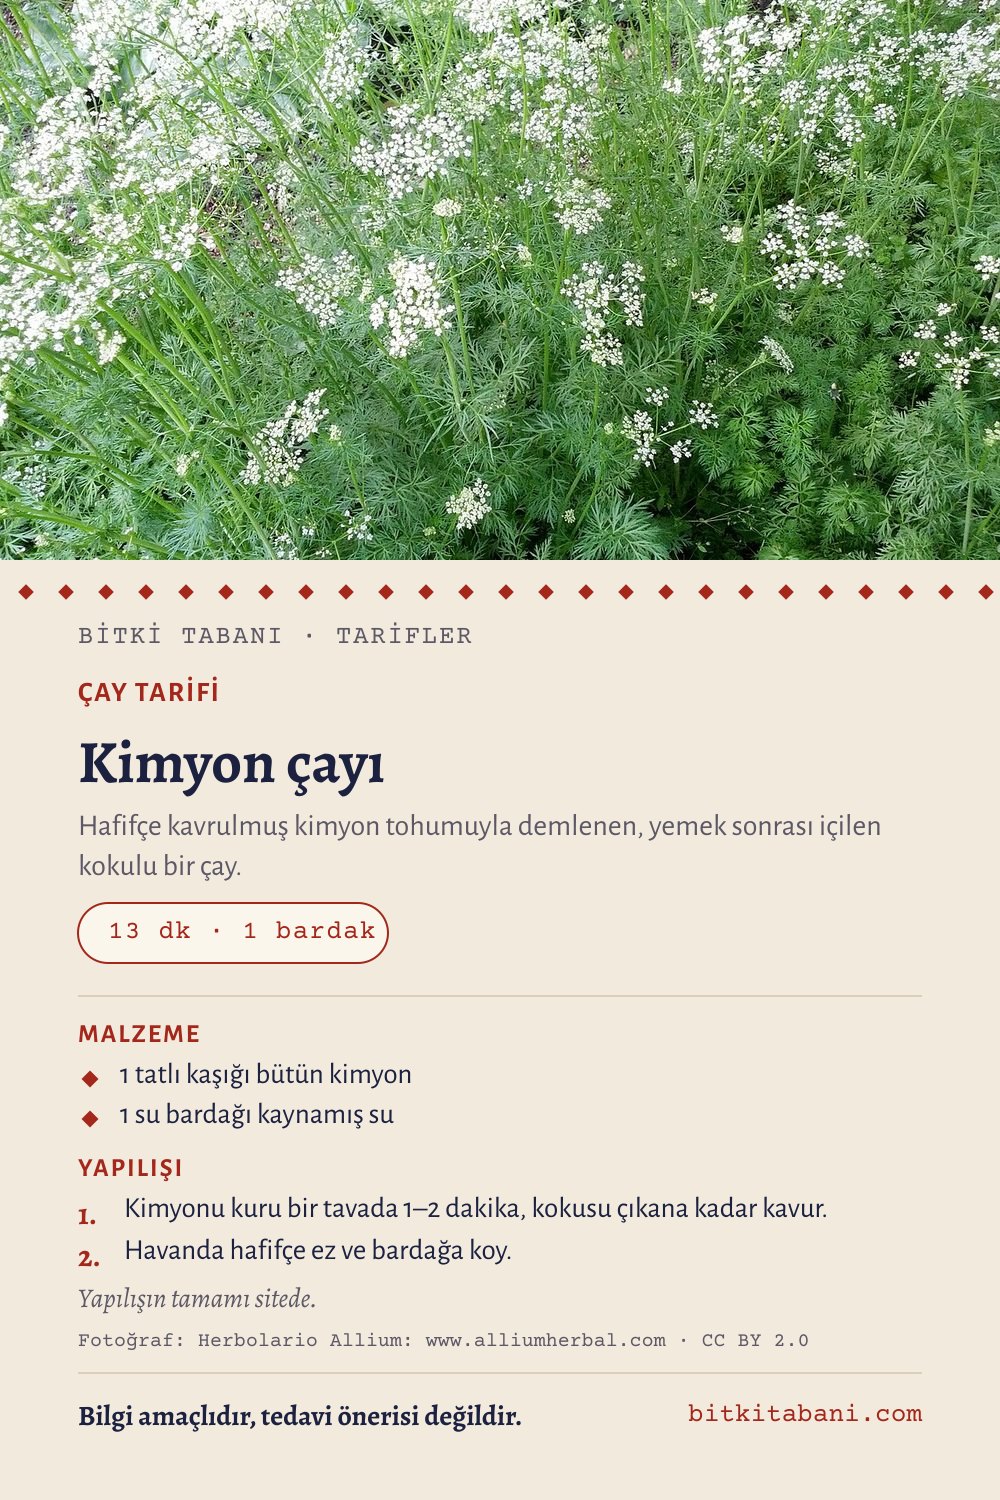 BİTKİ TABANI · TARİFLER
ÇAY TARİFİ
Kimyon çayı
Hafifçe kavrulmuş kimyon tohumuyla demlenen, yemek sonrası içilen
kokulu bir çay.
13 dk · 1 bardak
MALZEME
◆ 1 tatlı kaşığı bütün kimyon
◆ 1 su bardağı kaynamış su
YAPILIŞI
1. Kimyonu kuru bir tavada 1–2 dakika, kokusu çıkana kadar kavur.
2. Havanda hafifçe ez ve bardağa koy.
Yapılışın tamamı sitede.
Fotoğraf: Herbolario Allium: www.alliumherbal.com · CC BY 2.0
Bilgi amaçlıdır, tedavi önerisi değildir.
bitkitabani.com